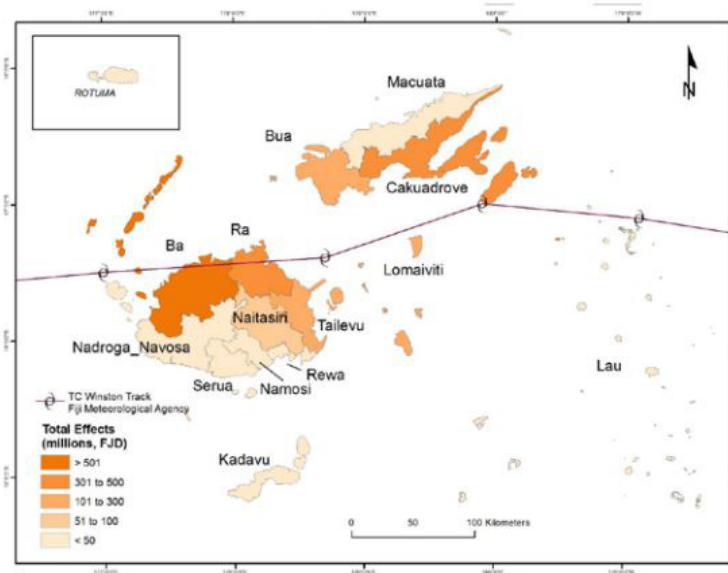 ROTUMA
N
Macuata
Bua
Cakuadrove
Ba
Ra
Lomaiviti
Naitasiri
Tailevu
Nadroga_Navosa
Rewa
Serua
Namosi
Lau
Kadavu
TC Winston Track
Fiji Meteorological Agency
Total Effects
(millions, FJD)
> 501
301 to 500
101 to 300
51 to 100
< 50
0 50 100 Kilometers